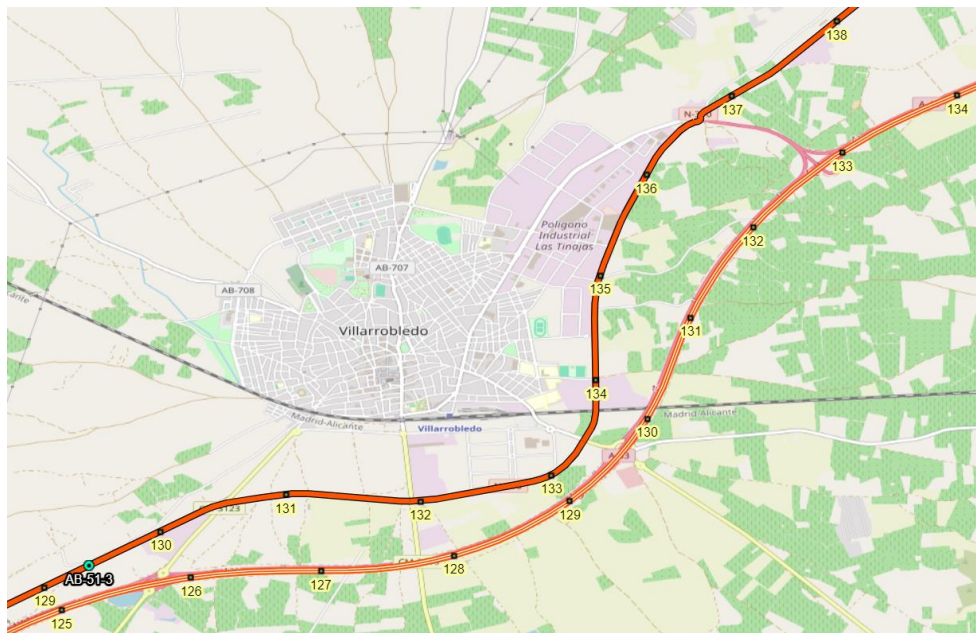 138
137
N-310
134
133
136
Polígono
Industrial
Las Tinajas
132
AB-707
135
AB-708
131
Villarrobledo
134
Madrid-Alicante
130
Madrid-Alicante
Villarrobledo
133
131
132
129
130
128
AB-51-3
127
126
129
125